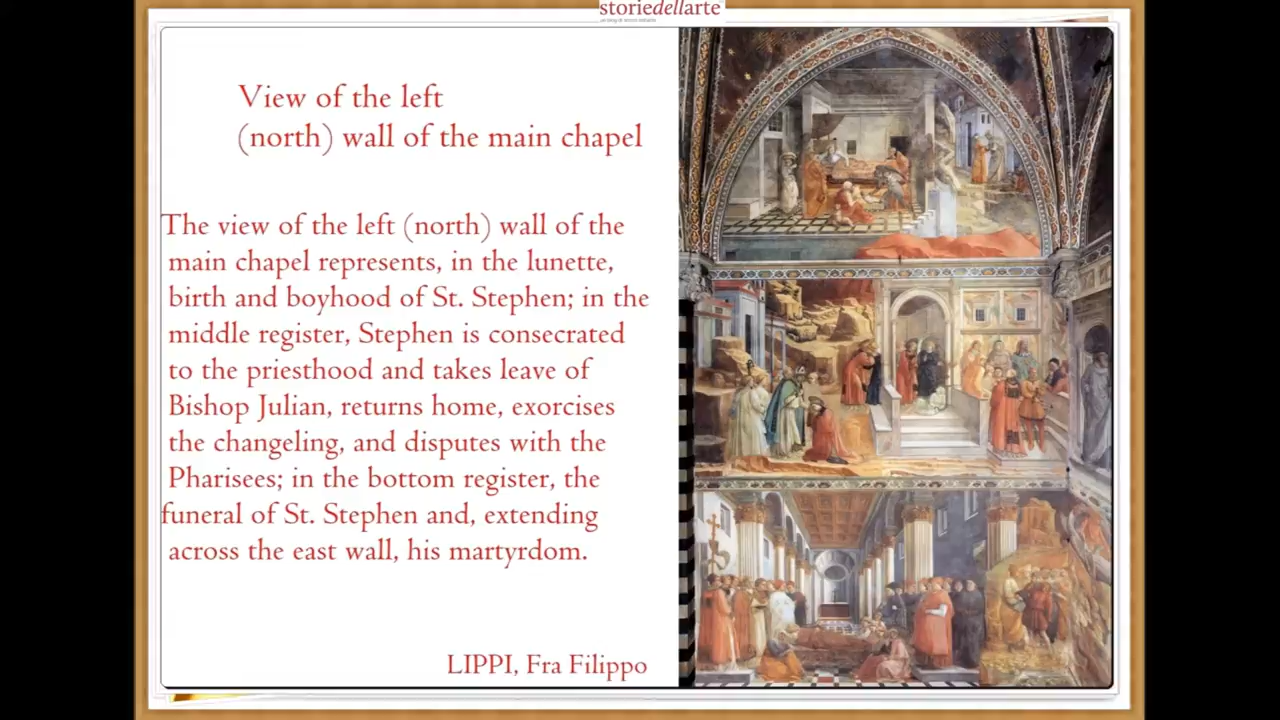 storiedellarte
View of the left
(north) wall of the main chapel
The view of the left (north) wall of the
main chapel represents, in the lunette,
birth and boyhood of St. Stephen; in the
middle register, Stephen is consecrated
to the priesthood and takes leave of
Bishop Julian, returns home, exorcises
the changeling, and disputes with the
Pharisees; in the bottom register, the
funeral of St. Stephen and, extending
across the east wall, his martyrdom.
LIPPI, Fra Filippo